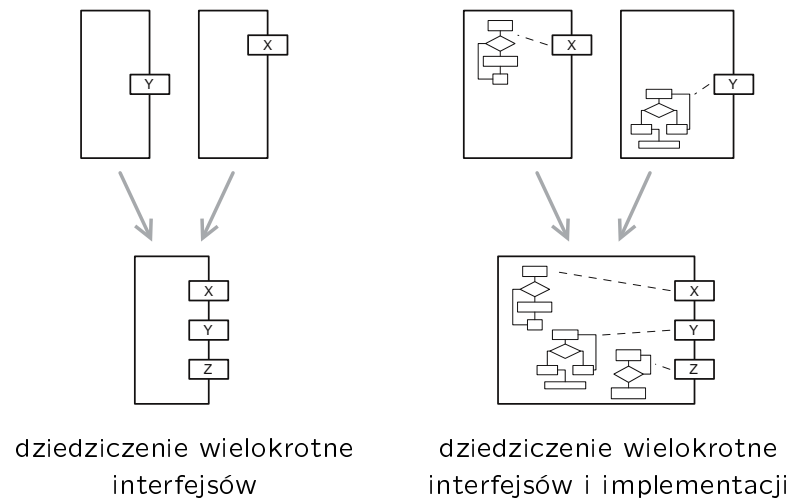 X
X
Y
Y
X
X
Y
Y
Z
Z
dziedziczenie wielokrotne
interfejsów
dziedziczenie wielokrotne
interfejsów i implementacji